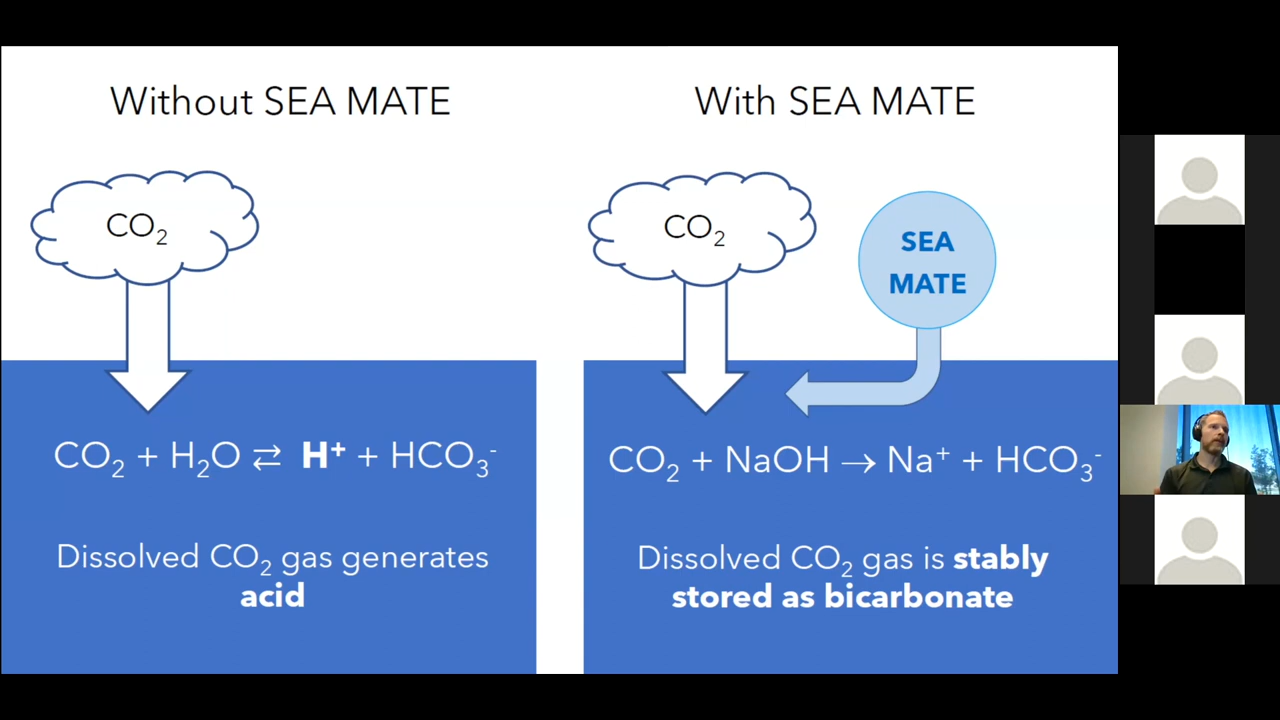 Without SEA MATE
CO₂
CO₂ + H₂O ⇄ H⁺ + HCO₃⁻
Dissolved CO₂ gas generates
acid
With SEA MATE
CO₂
SEA
MATE
CO₂ + NaOH → Na⁺ + HCO₃⁻
Dissolved CO₂ gas is stably
stored as bicarbonate